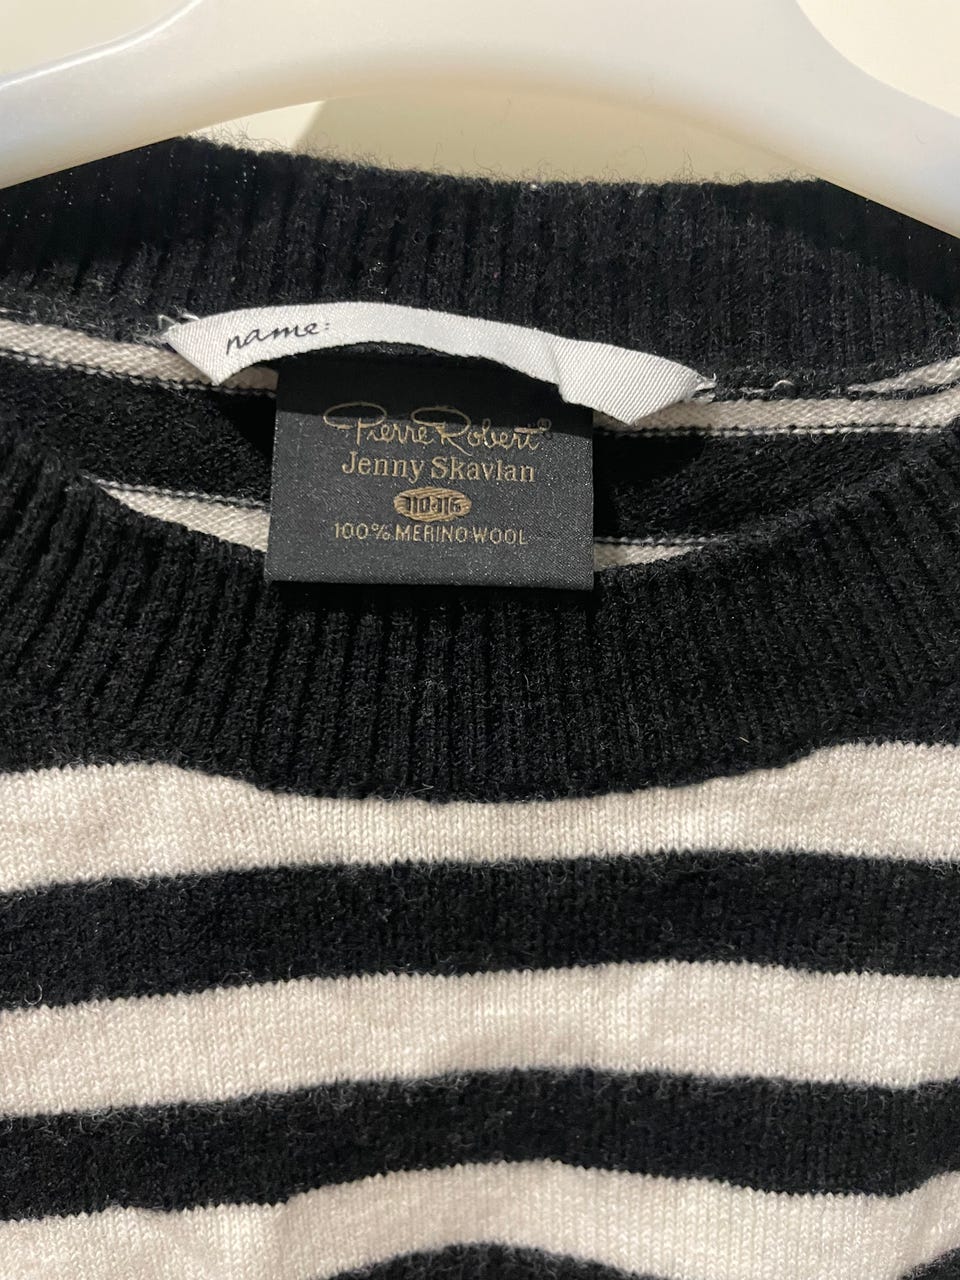 name:
Pierre Robert®
Jenny Skavlan
110-116
100% MERINO WOOL